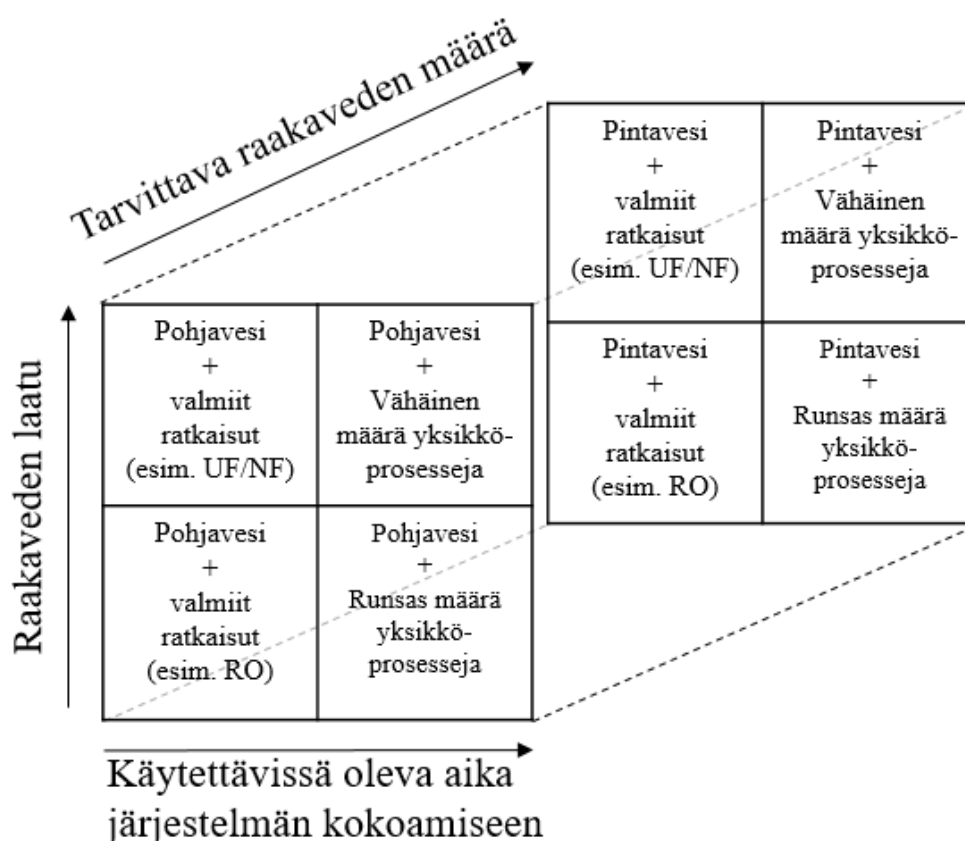 Tarvittava raakaveden määrä
Pintavesi
+
valmiit
ratkaisut
(esim. UF/NF)
Pintavesi
+
Vähäinen
määrä yksikkö-
prosesseja
Pintavesi
+
valmiit
ratkaisut
(esim. RO)
Pintavesi
+
Runsas määrä
yksikkö-
prosesseja
Raakaveden laatu
Pohjavesi
+
valmiit
ratkaisut
(esim. UF/NF)
Pohjavesi
+
Vähäinen
määrä yksikkö-
prosesseja
Pohjavesi
+
valmiit
ratkaisut
(esim. RO)
Pohjavesi
+
Runsas määrä
yksikkö-
prosesseja
Käytettävissä oleva aika
järjestelmän kokoamiseen